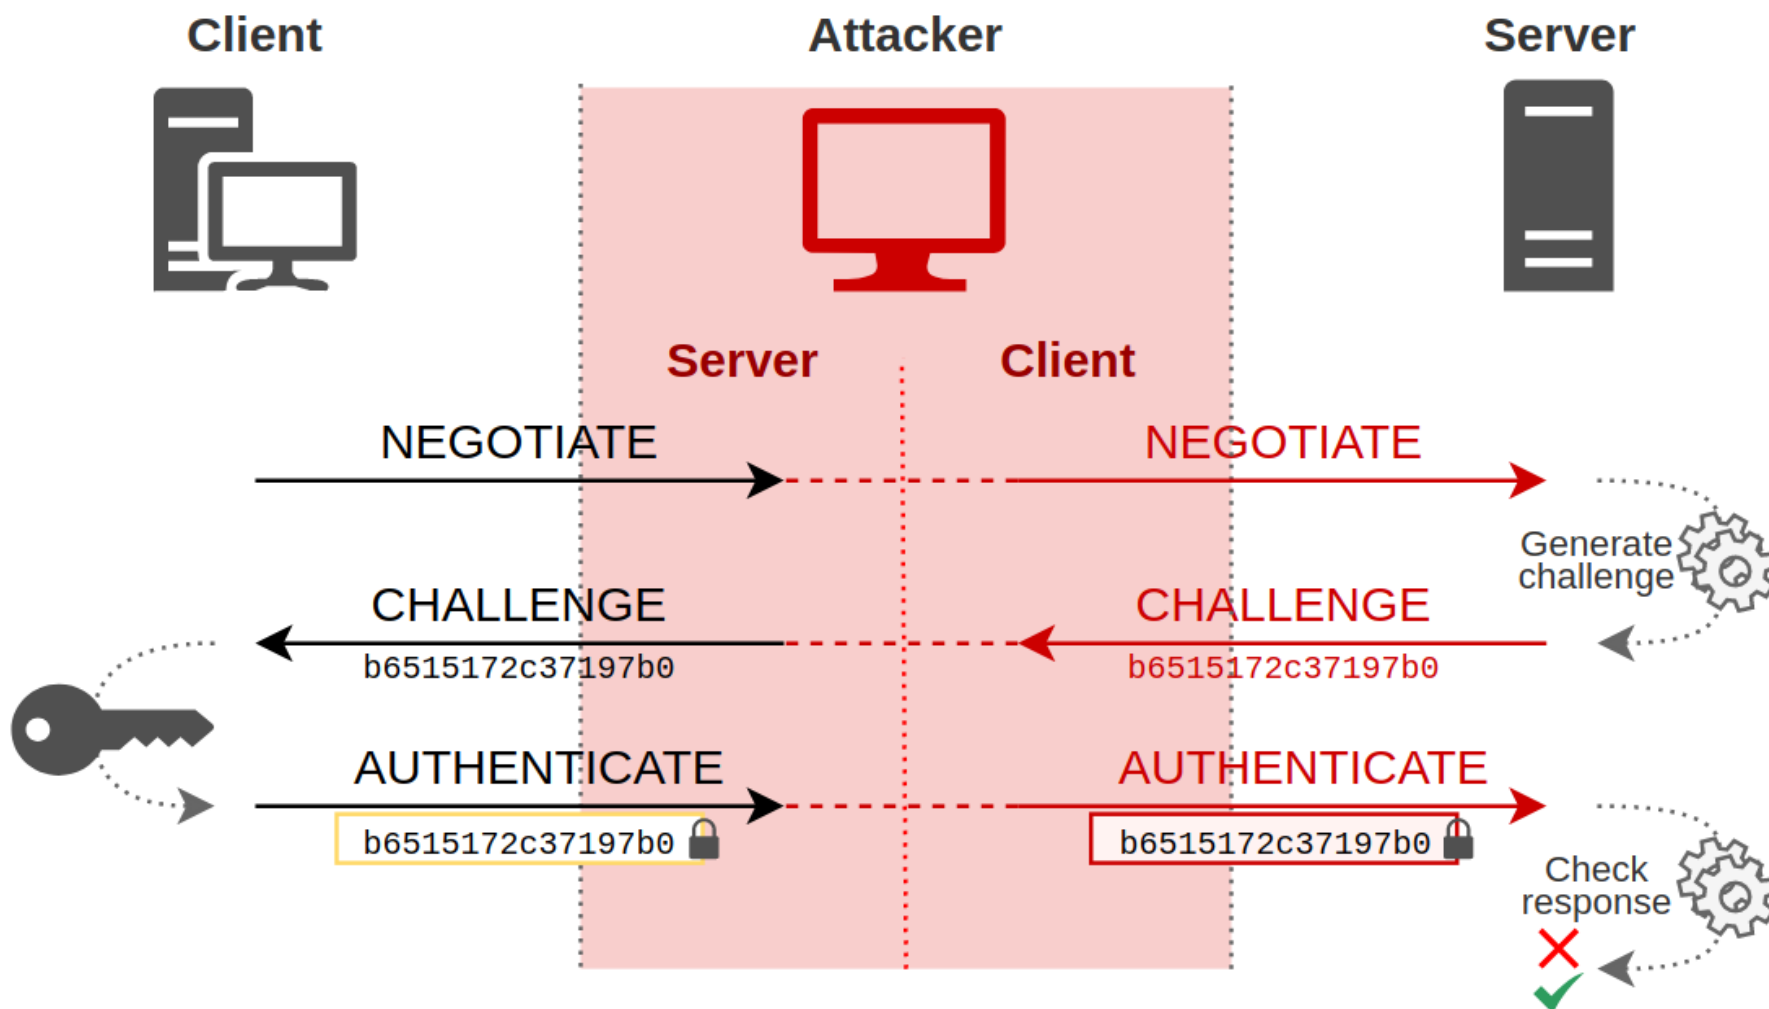 Client
Attacker
Server
Server
Client
NEGOTIATE
NEGOTIATE
Generate
challenge
CHALLENGE
CHALLENGE
b6515172c37197b0
b6515172c37197b0
AUTHENTICATE
AUTHENTICATE
b6515172c37197b0
b6515172c37197b0
Check
response